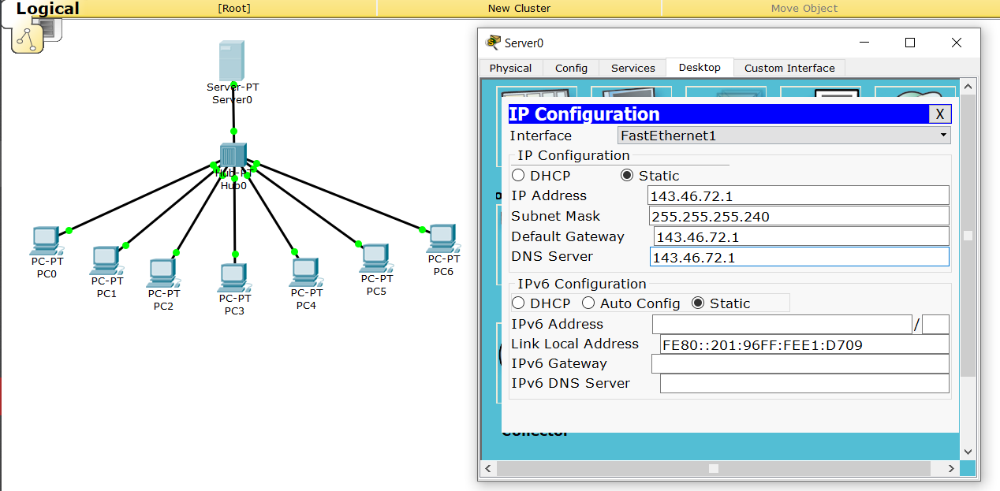 Logical
[Root]
New Cluster
Move Object
Server-PT
Server0
Hub-PT
Hub0
PC-PT
PC0
PC-PT
PC1
PC-PT
PC2
PC-PT
PC3
PC-PT
PC4
PC-PT
PC5
PC-PT
PC6
Server0
Physical
Config
Services
Desktop
Custom Interface
IP Configuration
X
Interface
FastEthernet1
IP Configuration
DHCP
Static
IP Address
143.46.72.1
Subnet Mask
255.255.255.240
Default Gateway
143.46.72.1
DNS Server
143.46.72.1
IPv6 Configuration
DHCP
Auto Config
Static
IPv6 Address
/
Link Local Address
FE80::201:96FF:FEE1:D709
IPv6 Gateway
IPv6 DNS Server
Collector